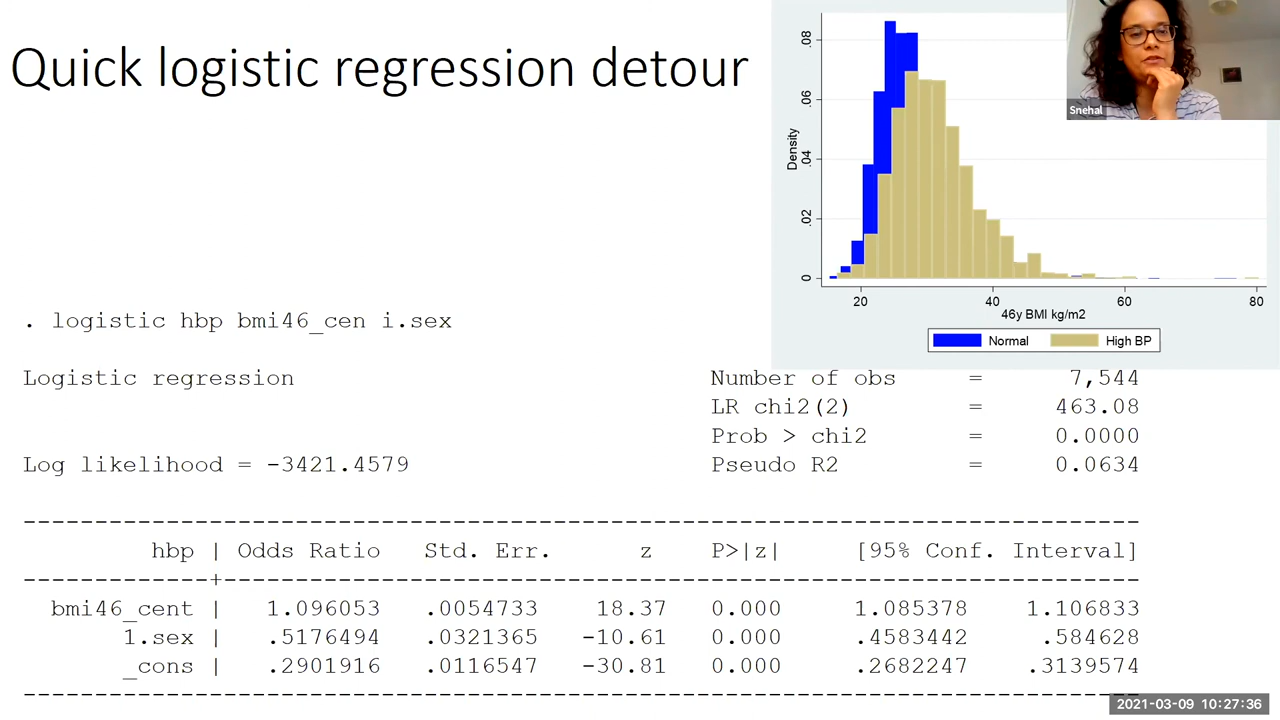 Quick logistic regression detour
.08
.06
.04
.02
0
Density
20 40 60 80
46y BMI kg/m2
Normal High BP
Snehal
. logistic hbp bmi46_cen i.sex
Logistic regression Number of obs = 7,544
LR chi2(2) = 463.08
Prob > chi2 = 0.0000
Log likelihood = -3421.4579 Pseudo R2 = 0.0634
hbp | Odds Ratio Std. Err. z P>|z| [95% Conf. Interval]
bmi46_cent | 1.096053 .0054733 18.37 0.000 1.085378 1.106833
1.sex | .5176494 .0321365 -10.61 0.000 .4583442 .584628
_cons | .2901916 .0116547 -30.81 0.000 .2682247 .3139574
2021-03-09 10:27:36